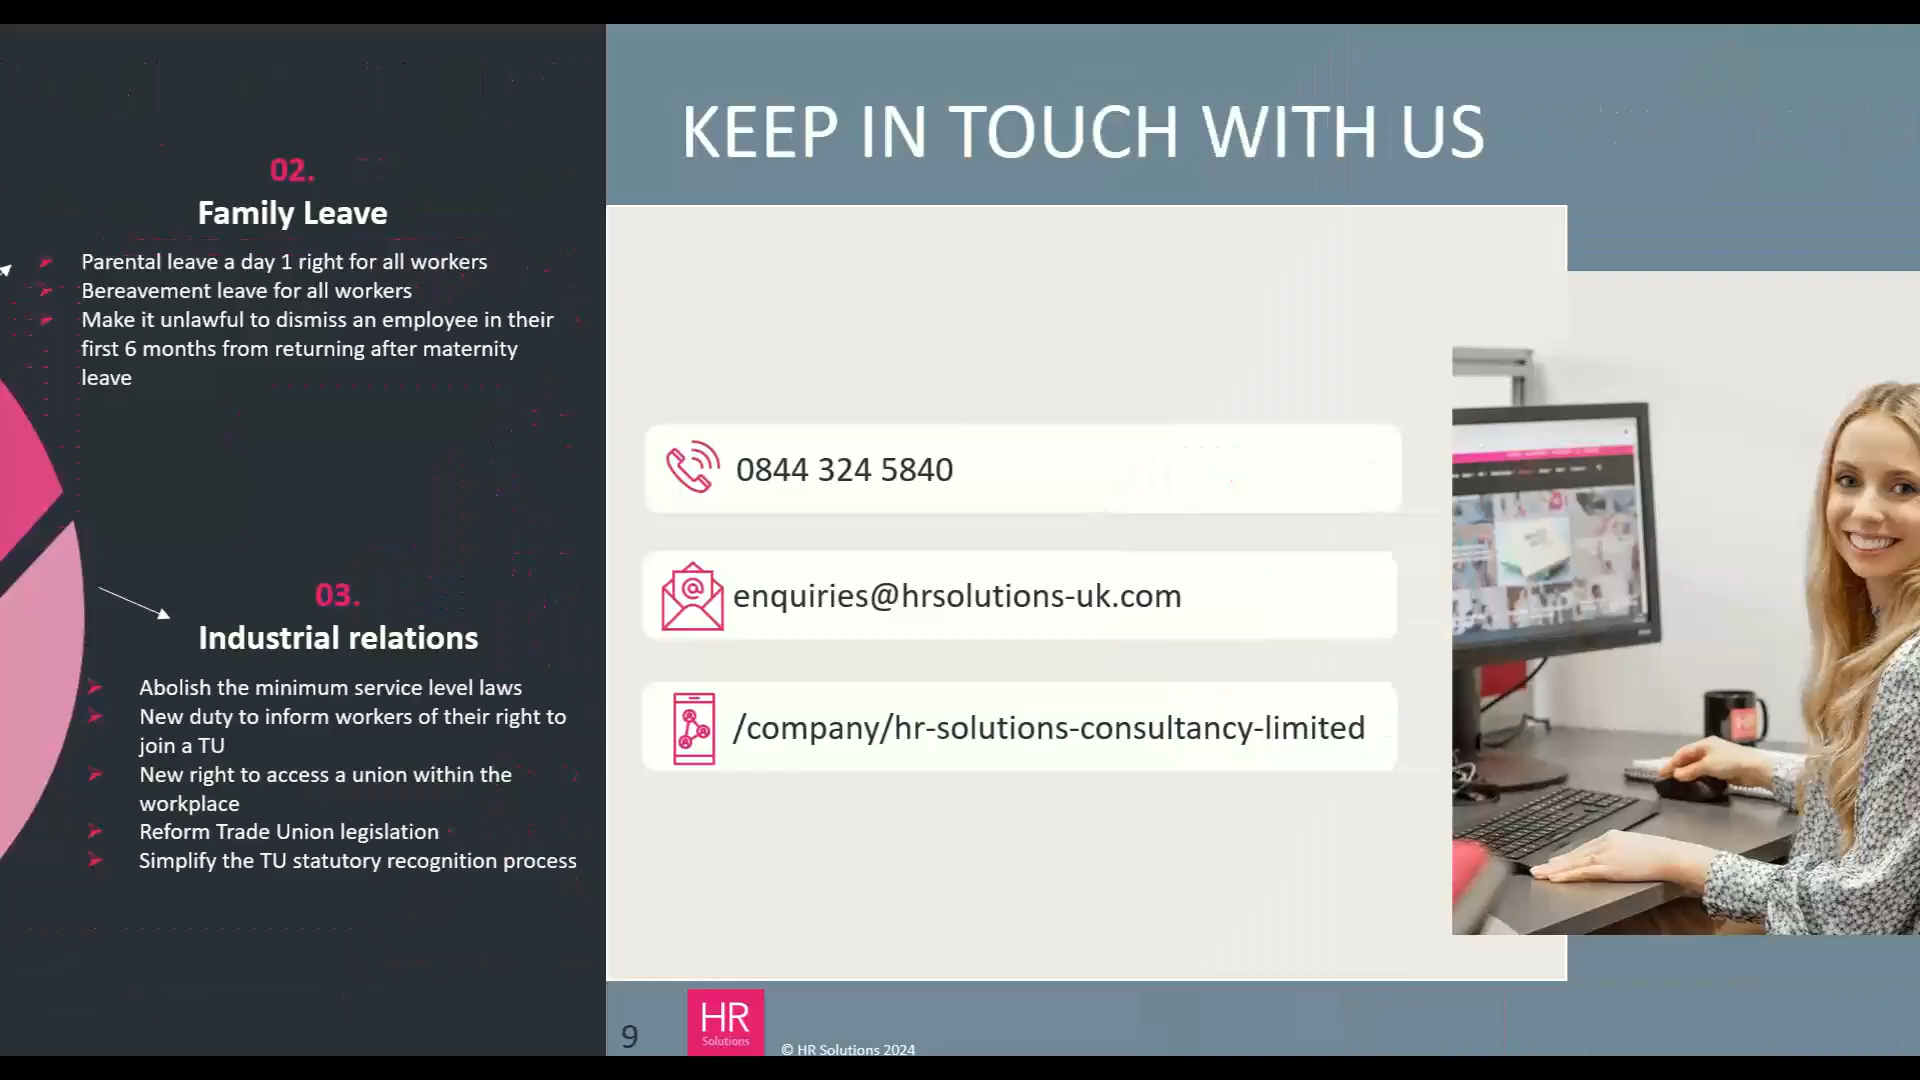 02.
Family Leave
Parental leave a day 1 right for all workers
Bereavement leave for all workers
Make it unlawful to dismiss an employee in their
first 6 months from returning after maternity
leave
03.
Industrial relations
Abolish the minimum service level laws
New duty to inform workers of their right to
join a TU
New right to access a union within the
workplace
Reform Trade Union legislation
Simplify the TU statutory recognition process
KEEP IN TOUCH WITH US
0844 324 5840
enquiries@hrsolutions-uk.com
/company/hr-solutions-consultancy-limited
9
HR
Solutions
© HR Solutions 2024